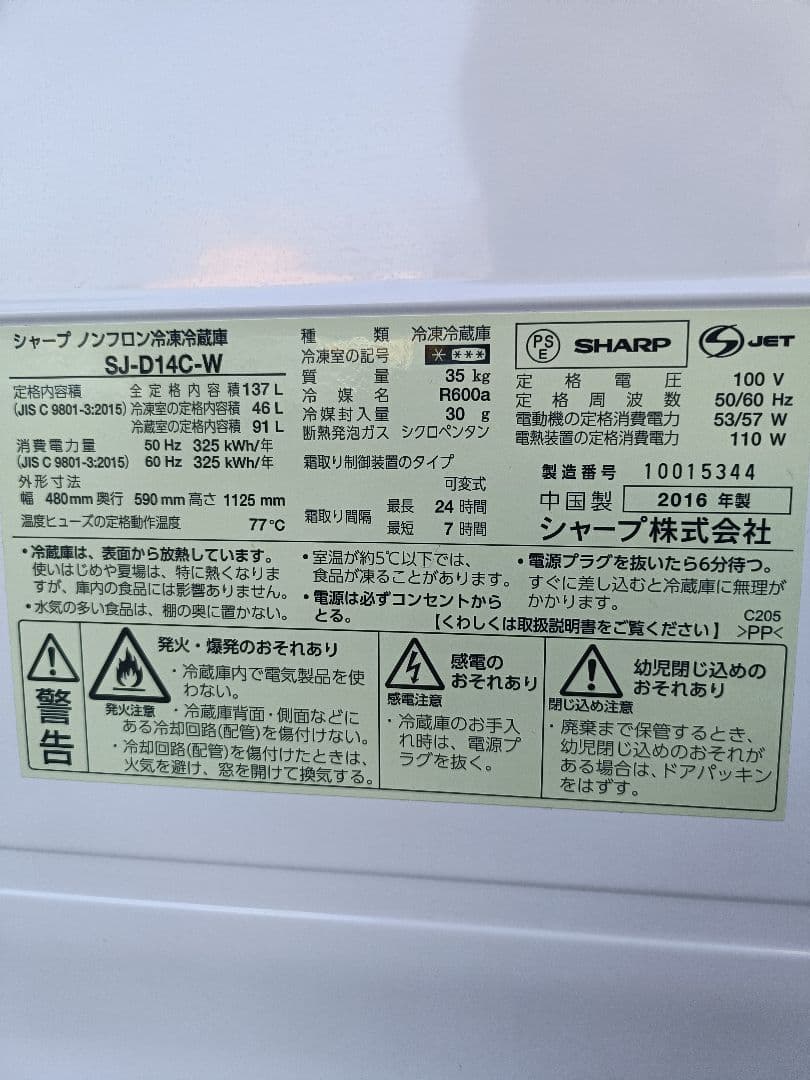 シャープ ノンフロン冷凍冷蔵庫
SJ-D14C-W
定格内容積 全定格内容積 137 L
(JIS C 9801-3:2015) 冷凍室の定格内容積 46 L
冷蔵室の定格内容積 91 L
消費電力量 50 Hz 325 kWh/年
(JIS C 9801-3:2015) 60 Hz 325 kWh/年
外形寸法
幅 480mm 奥行 590mm 高さ 1125 mm
温度ヒューズの定格動作温度 77℃
種類 冷凍冷蔵庫
冷凍室の記号 * ***
質量 35 kg
冷媒名 R600a
冷媒封入量 30 g
断熱発泡ガス シクロペンタン
霜取り制御装置のタイプ
可変式
霜取り間隔 最長 24 時間
最短 7 時間
PSE SHARP JET
定格電圧 100 V
定格周波数 50/60 Hz
電動機の定格消費電力 53/57 W
電熱装置の定格消費電力 110 W
製造番号 10015344
中国製 2016 年製
シャープ株式会社
・冷蔵庫は、表面から放熱しています。
使いはじめや夏場は、特に熱くなりま
すが、庫内の食品には影響ありません。
・水気の多い食品は、棚の奥に置かない。
・室温が約5℃以下では、
食品が凍ることがあります。
・電源は必ずコンセントから
とる。
・電源プラグを抜いたら6分待つ。
すぐに差し込むと冷蔵庫に無理が
かかります。
【くわしくは取扱説明書をご覧ください】
C205
>PP<
警告
発火・爆発のおそれあり
発火注意
・冷蔵庫内で電気製品を使
わない。
・冷蔵庫背面・側面などに
ある冷却回路(配管)を傷付けない。
・冷却回路(配管)を傷付けたときは、
火気を避け、窓を開けて換気する。
感電の
おそれあり
感電注意
・冷蔵庫のお手入
れ時は、電源プ
ラグを抜く。
幼児閉じ込めの
おそれあり
閉じ込め注意
・廃棄まで保管するとき、
幼児閉じ込めのおそれが
ある場合は、ドアパッキン
をはずす。